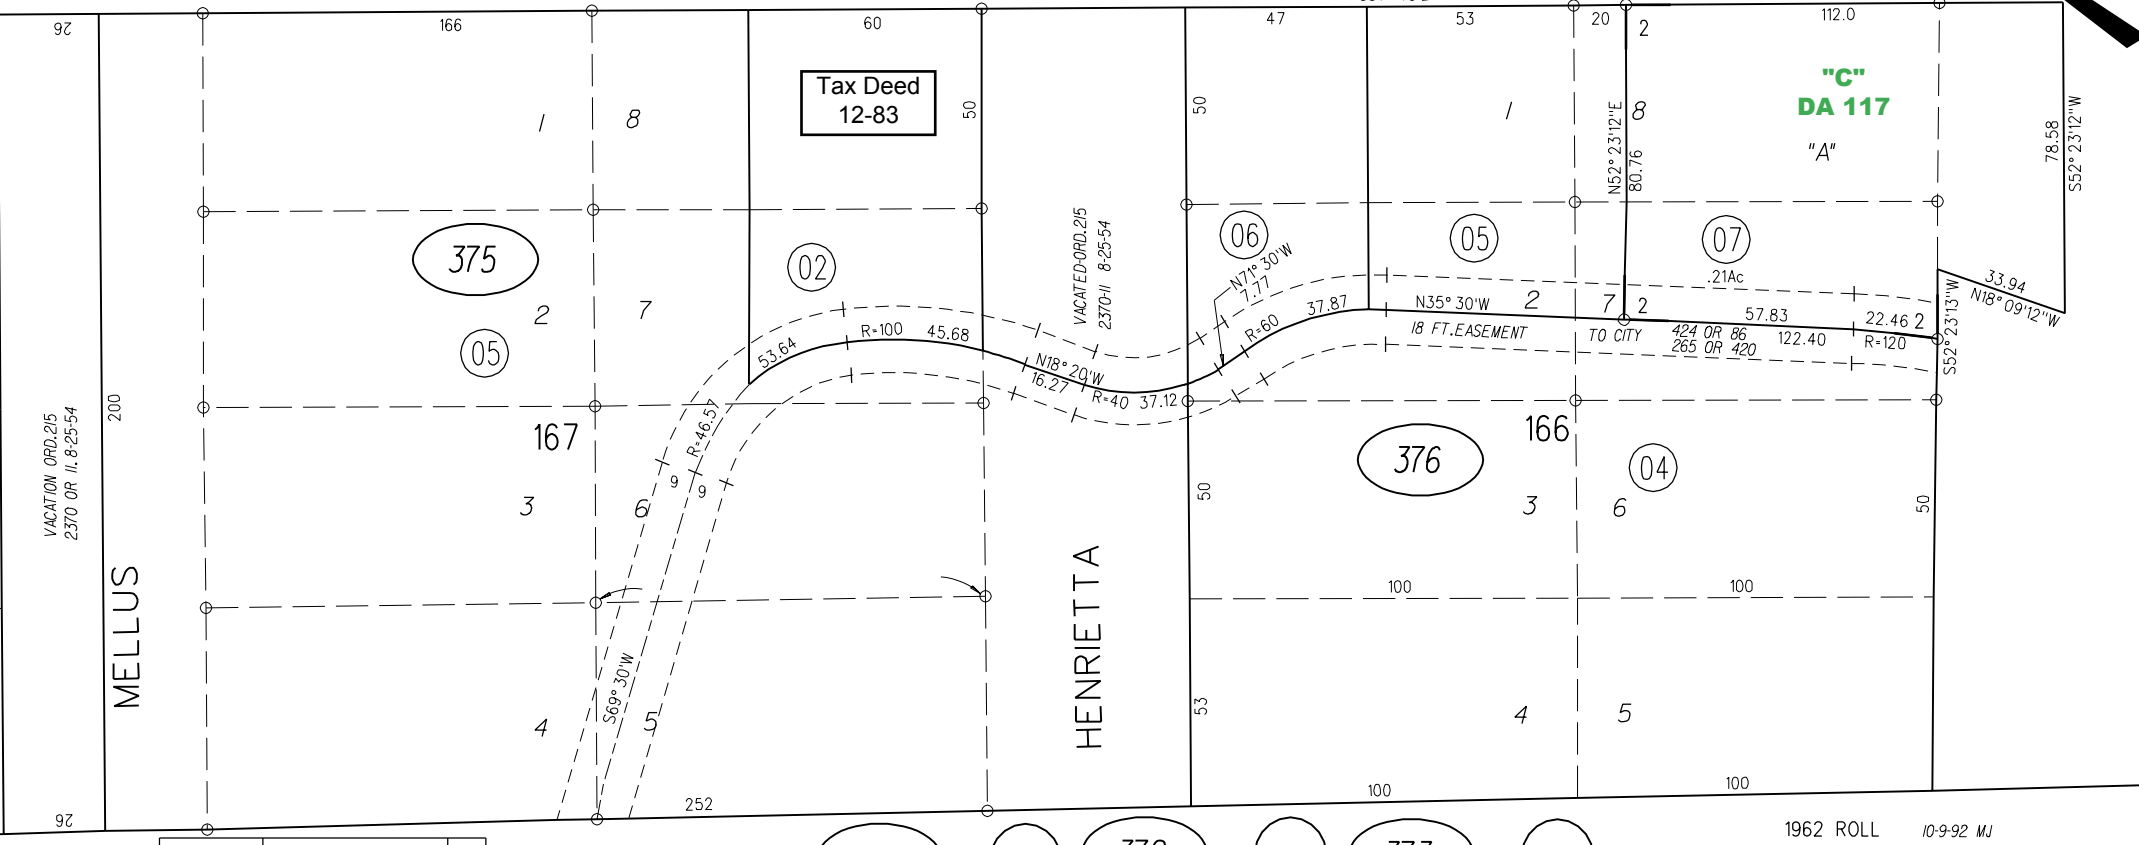 26
166
60
47
53
20
2
112.0
Tax Deed
12-83
50
50
"C"
DA 117
"A"
1
8
1
8
N52° 23'12"E
80.76
78.58
S52° 23'12"W
375
02
VACATED-ORD.215
2370-11 8-25-54
06
05
07
.21Ac
N71° 30'W
7.77
33.94
N18° 09'12"W
2
7
05
R=100
45.68
53.64
N18° 20'W
16.27
R=40 37.12
R=60
37.87
N35° 30'W
2
7
2
18 FT. EASEMENT
TO CITY
424 OR 86
265 OR 420
57.83
122.40
22.46
2
R=120
S52° 23'13"W
200
VACATION ORD.215
2370 OR 11. 8-25-54
167
R=46.57
9
9
166
376
04
3
6
50
3
6
50
100
100
MELLUS
HENRIETTA
S69° 30'W
4
5
53
4
5
252
100
100
26
1962 ROLL
10-9-92 MJ